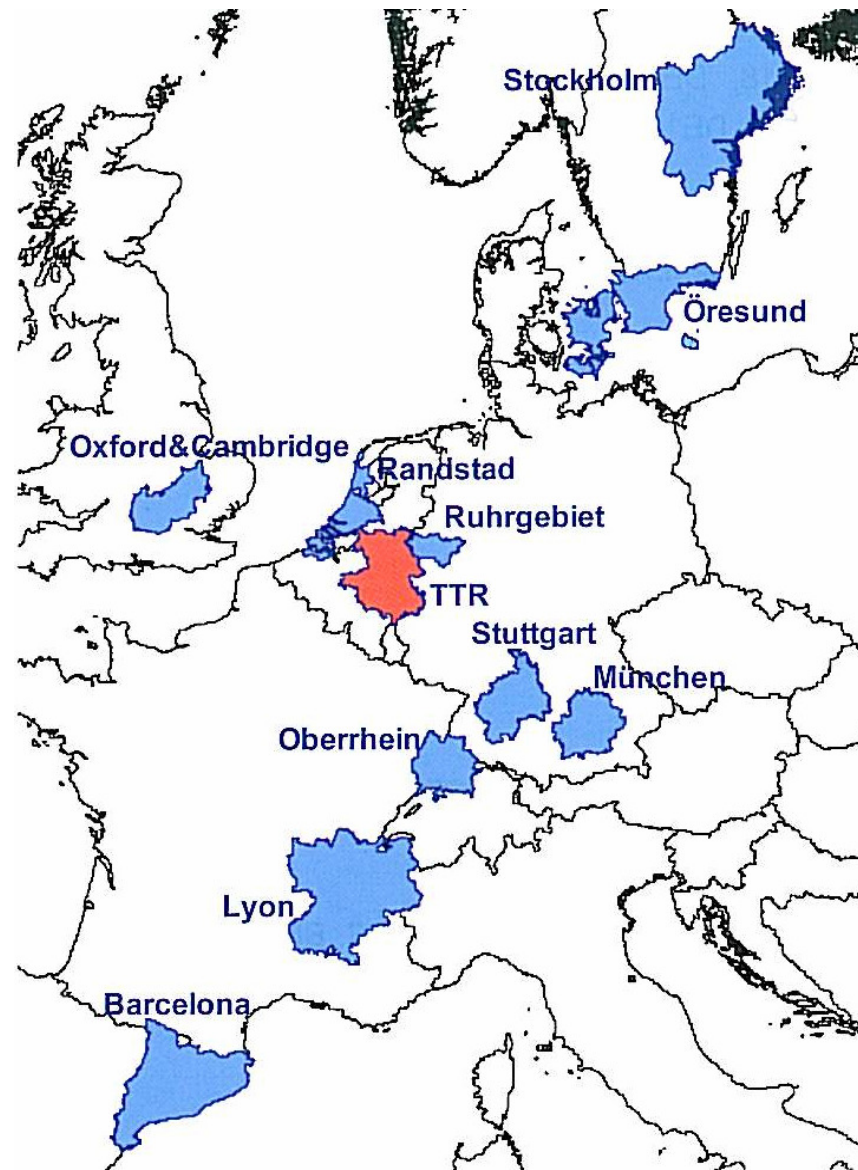 Stockholm
Öresund
Oxford&Cambridge
Randstad
Ruhrgebiet
TTR
Stuttgart
München
Oberrhein
Lyon
Barcelona